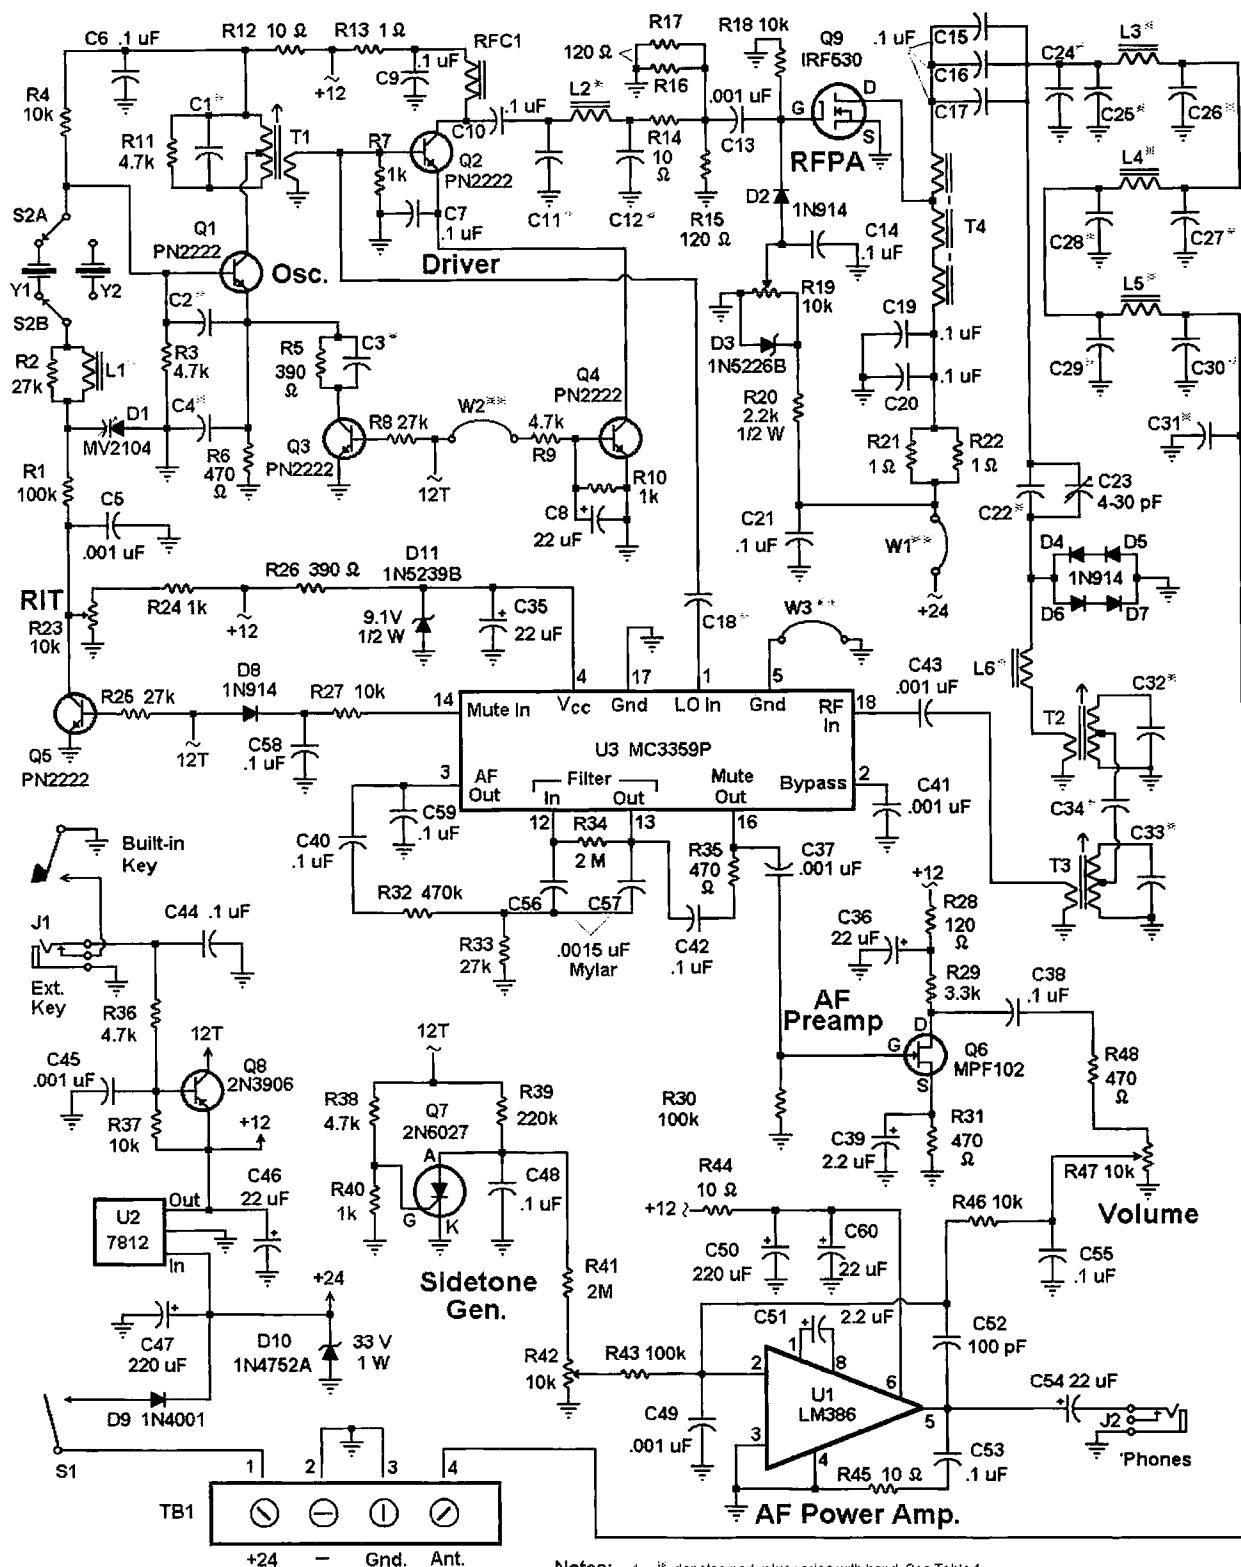 C6 .1 uF
R12 10 Ω
R13 1 Ω
+12
C9 .1 uF
RFC1
R17
120 Ω
R16
R18 10k
Q9
IRF530
D
G
S
RFPA
.1 uF
C15
C16
C17
C24*
C25*
L3*
C26*
R4
10k
R11
4.7k
C1*
T1
R7
1k
Q2
PN2222
C10 .1 uF
L2*
C11*
C12*
R14
10
Ω
.001 uF
C13
R15
120 Ω
D2
1N914
C14
.1 uF
T4
L4*
C28*
C27*
S2A
Q1
PN2222
Osc.
C7
.1 uF
Driver
Y1
Y2
S2B
C2*
R3
4.7k
R5
390
Ω
C3*
R19
10k
D3
1N5226B
C19
.1 uF
C20
.1 uF
L5*
C29*
C30*
R2
27k
L1*
D1
MV2104
C4*
R6
470
Ω
Q3
PN2222
R8 27k
12T
W2**
4.7k
R9
Q4
PN2222
R10
1k
C8
22 uF
R20
2.2k
1/2 W
R21
1 Ω
R22
1 Ω
C31*
R1
100k
C5
.001 uF
C21
.1 uF
W1**
+24
C22*
C23
4-30 pF
D4
D5
1N914
D6
D7
RIT
R23
10k
R24 1k
+12
R26 390 Ω
D11
1N5239B
9.1V
1/2 W
C35
22 uF
C18*
W3**
L6*
C43
.001 uF
T2
C32*
C34*
T3
C33*
Q5
PN2222
R25 27k
12T
D8
1N914
C58
.1 uF
R27 10k
14
4
17
1
5
18
Mute In
Vcc
Gnd
LO In
Gnd
RF
In
U3 MC3359P
3
AF
Out
Filter
In
Out
Mute
Out
Bypass
2
12
13
16
C41
.001 uF
C40
.1 uF
C59
.1 uF
R34
2 M
R35
470
Ω
C37
.001 uF
R32 470k
C56
C57
.0015 uF
Mylar
C42
.1 uF
R33
27k
Built-in
Key
J1
Ext.
Key
C44 .1 uF
R36
4.7k
12T
C45
.001 uF
Q8
2N3906
R37
10k
+12
C36
22 uF
+12
R28
120
Ω
R29
3.3k
C38
.1 uF
AF
Preamp
D
G
S
Q6
MPF102
R48
470
Ω
R30
100k
C39
2.2 uF
R31
470
Ω
R47 10k
Volume
12T
R38
4.7k
Q7
2N6027
R39
220k
A
G
K
R40
1k
C48
.1 uF
Sidetone
Gen.
R41
2M
R42
10k
R43 100k
C46
22 uF
Out
U2
7812
In
C47
220 uF
+24
D10
1N4752A
33 V
1 W
D9 1N4001
S1
R44
10 Ω
+12
C50
220 uF
C60
22 uF
R46 10k
C55
.1 uF
C51
2.2 uF
C52
100 pF
1
8
2
6
U1
LM386
5
3
4
C49
.001 uF
C54 22 uF
J2
'Phones
R45 10 Ω
C53
.1 uF
AF Power Amp.
1
2
3
4
TB1
+24
–
Gnd.
Ant.
Notes: